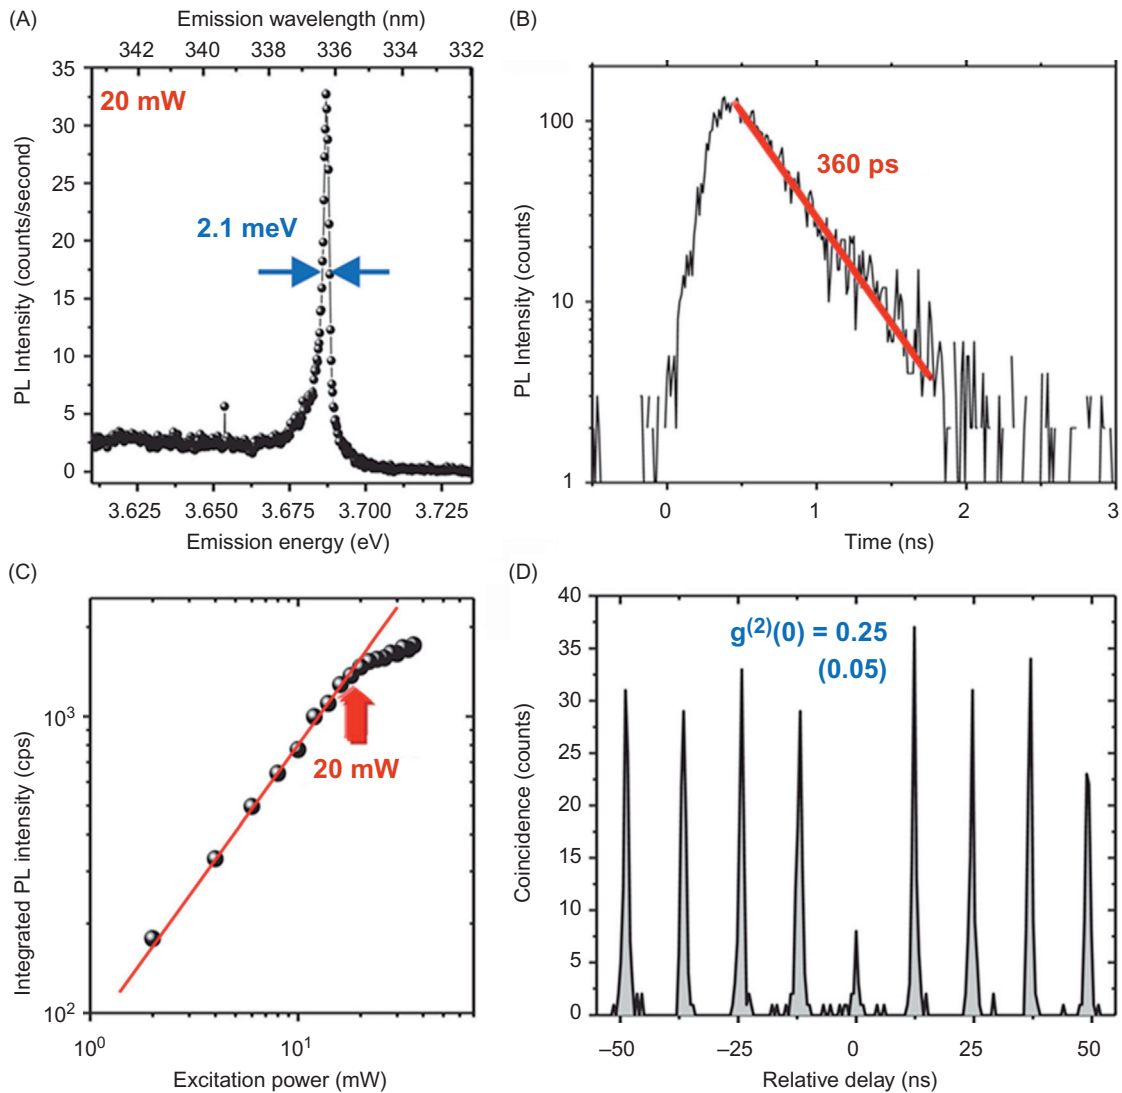 (A)
Emission wavelength (nm)
342 340 338 336 334 332
35
30
25
20
15
10
5
0
PL Intensity (counts/second)
20 mW
2.1 meV
3.625 3.650 3.675 3.700 3.725
Emission energy (eV)
(B)
100
10
1
PL Intensity (counts)
360 ps
0 1 2 3
Time (ns)
(C)
10³
10²
Integrated PL intensity (cps)
20 mW
10⁰ 10¹
Excitation power (mW)
(D)
40
35
30
25
20
15
10
5
0
Coincidence (counts)
g⁽²⁾(0) = 0.25
(0.05)
–50 –25 0 25 50
Relative delay (ns)